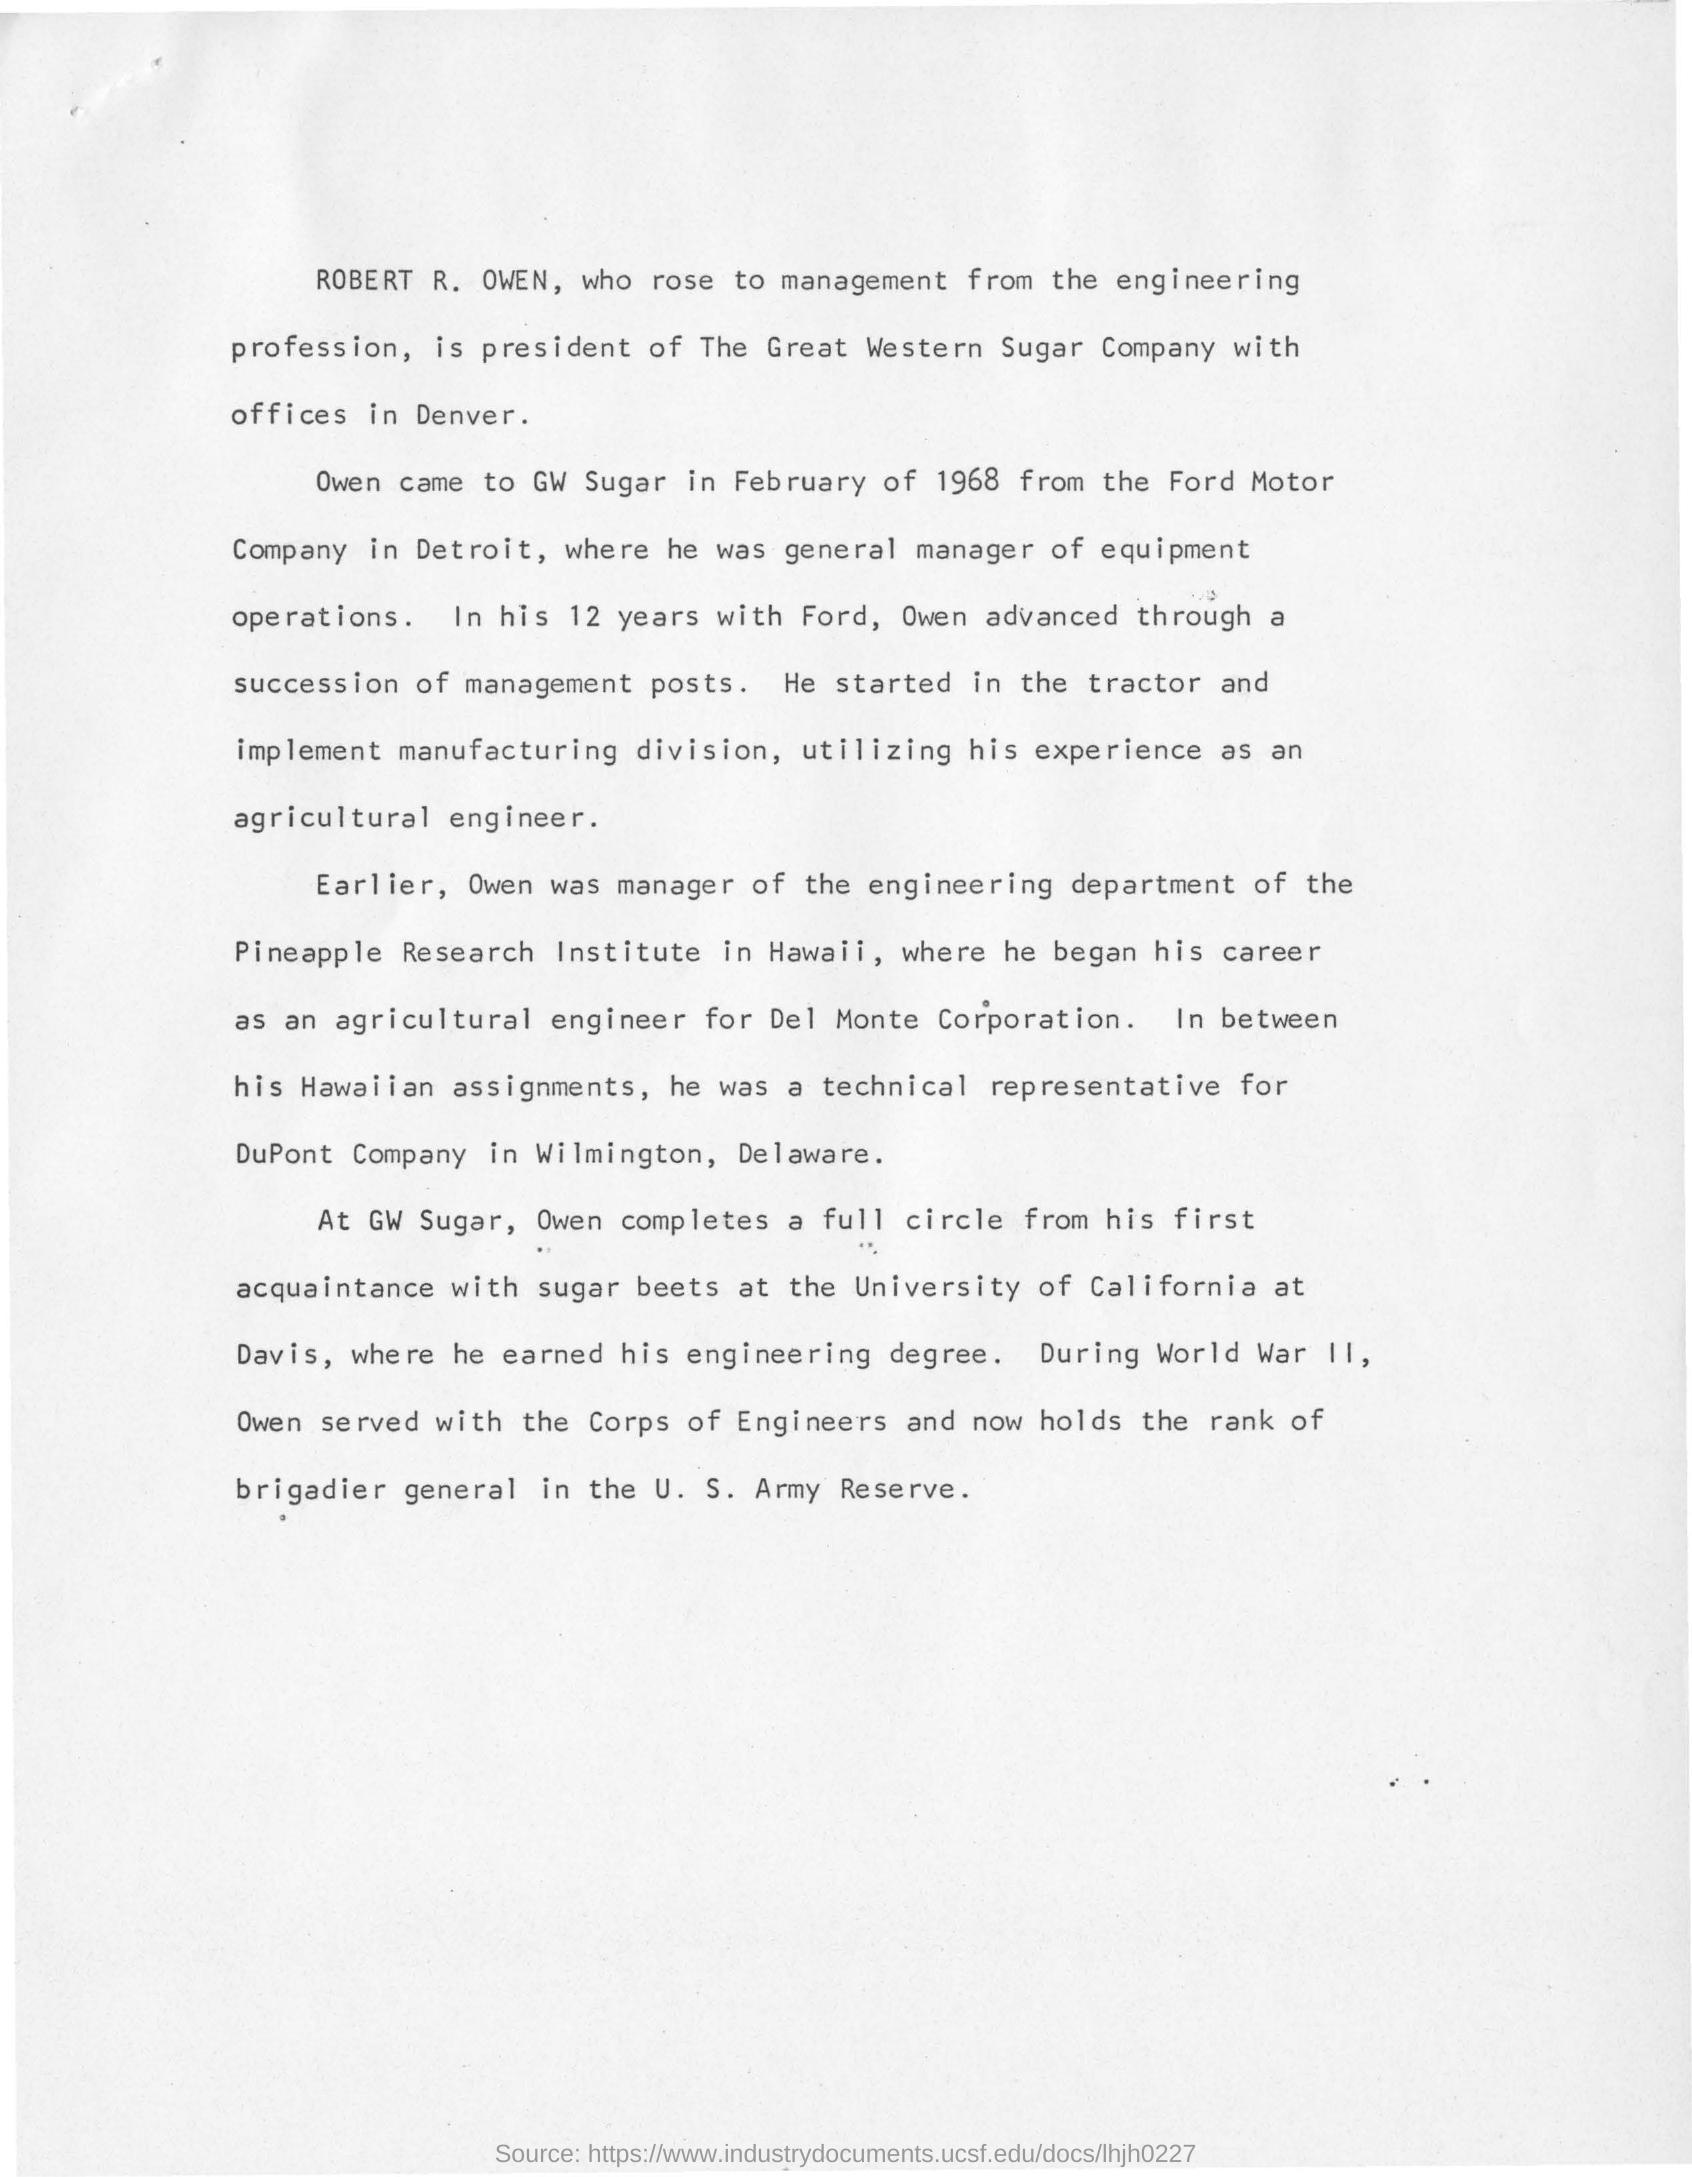 ROBERT R. OWEN, who rose to management from the engineering
profession, is president of The Great Western Sugar Company with
offices in Denver.
Owen came to GW Sugar in February of 1968 from the Ford Motor
Company in Detroit, where he was general manager of equipment
operations. In his 12 years with Ford, Owen advanced through a
succession of management posts. He started in the tractor and
implement manufacturing division, utilizing his experience as an
agricultural engineer.
Earlier, Owen was manager of the engineering department of the
Pineapple Research Institute in Hawaii, where he began his career
as an agricultural engineer for Del Monte Corporation. In between
his Hawaiian assignments, he was a technical representative for
DuPont Company in Wilmington, Delaware.
At GW Sugar, Owen completes a full circle from his first
acquaintance with sugar beets at the University of California at
Davis, where he earned his engineering degree. During World War II,
Owen served with the Corps of Engineers and now holds the rank of
brigadier general in the U. S. Army Reserve.
Source: https://www.industrydocuments.ucsf.edu/docs/lhjh0227